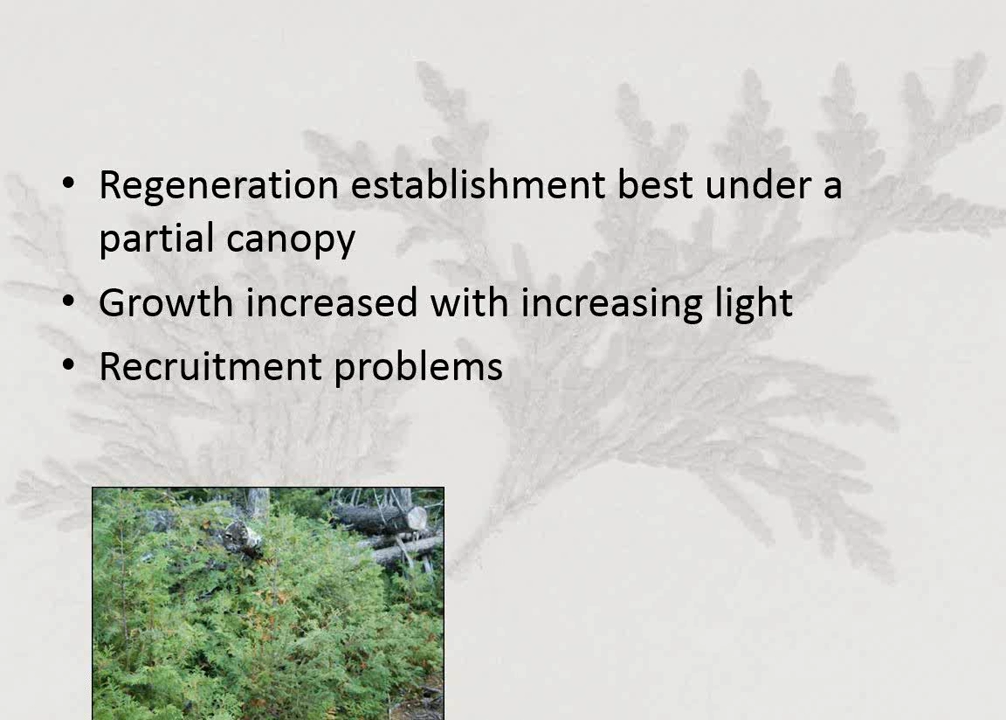 • Regeneration establishment best under a
partial canopy
• Growth increased with increasing light
• Recruitment problems